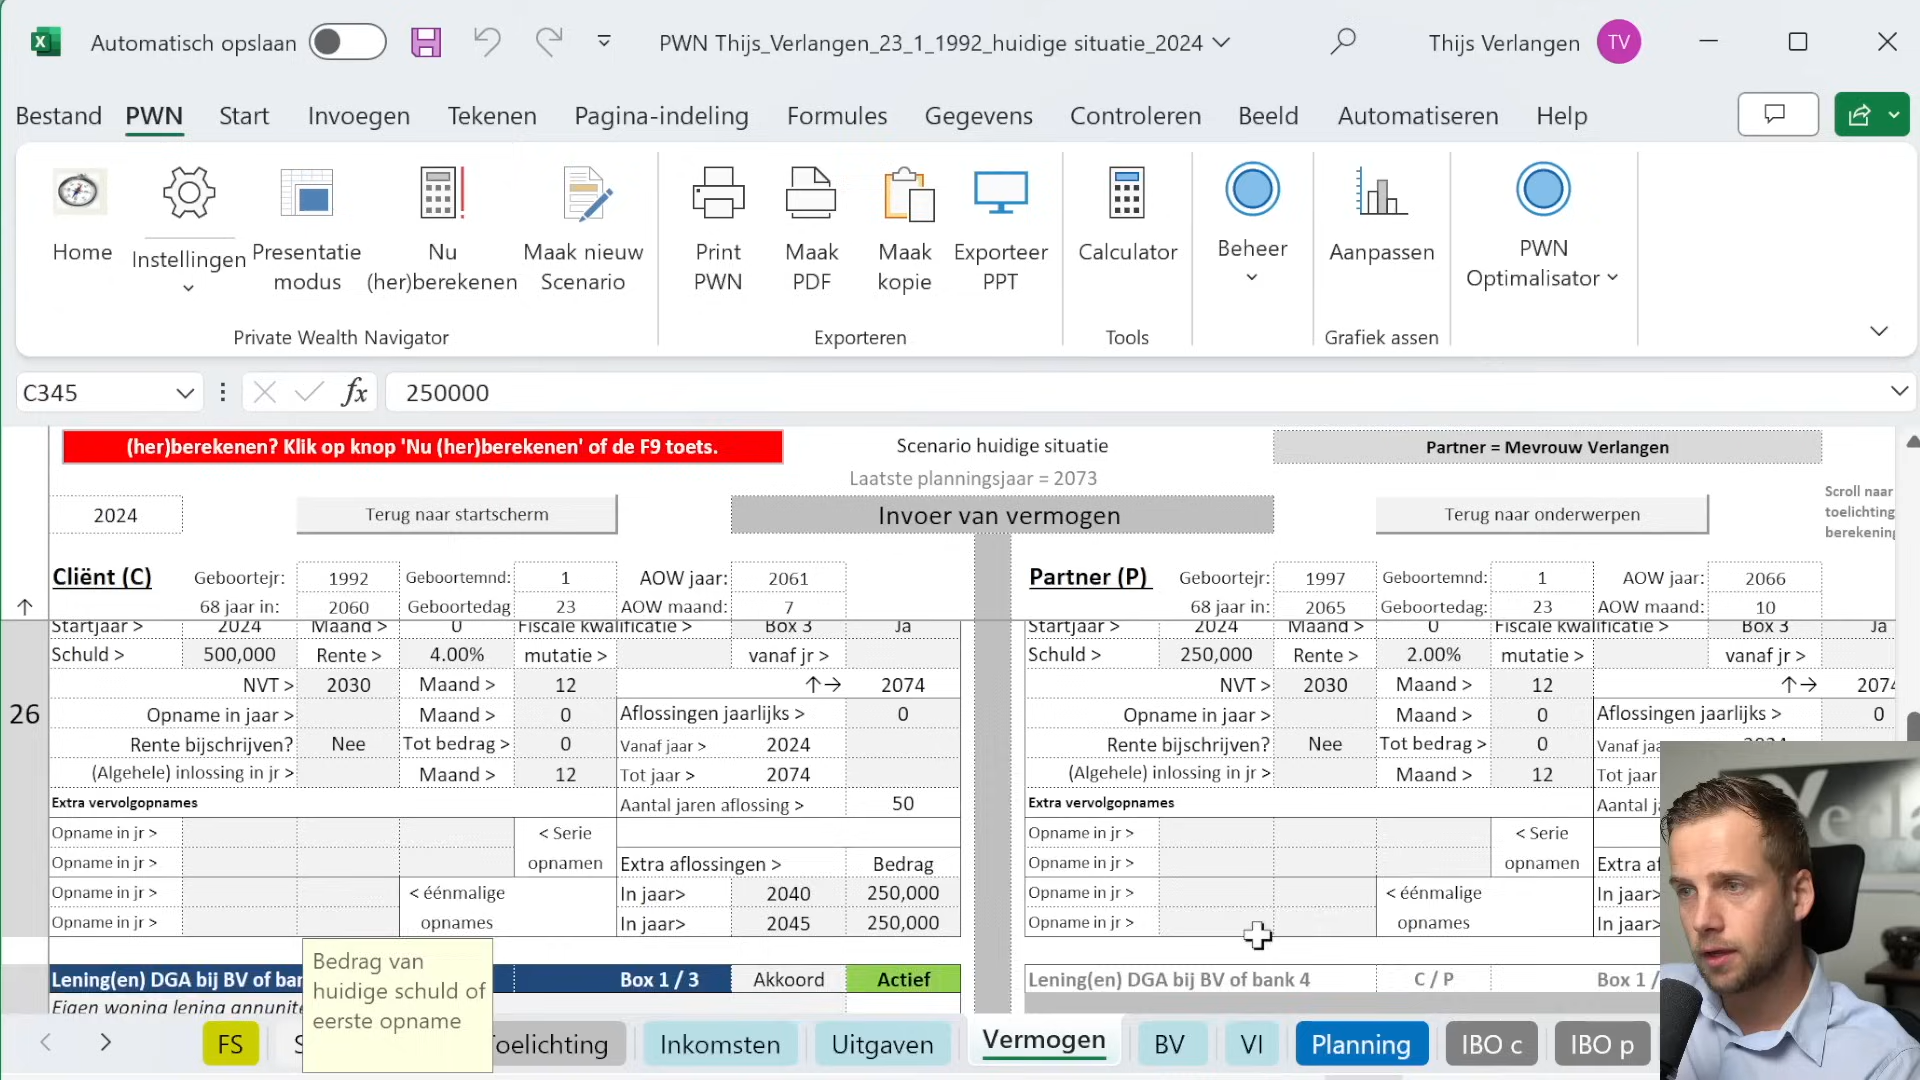 Automatisch opslaan
PWN Thijs_Verlangen_23_1_1992_huidige situatie_2024
Thijs Verlangen TV
Bestand PWN Start Invoegen Tekenen Pagina-indeling Formules Gegevens Controleren Beeld Automatiseren Help
Home
Instellingen
Presentatie modus
Nu (her)berekenen
Maak nieuw Scenario
Print PWN
Maak PDF
Maak kopie
Exporteer PPT
Calculator
Beheer
Aanpassen
PWN Optimalisator
Private Wealth Navigator Exporteren Tools Grafiek assen
C345 fx 250000
(her)berekenen? Klik op knop 'Nu (her)berekenen' of de F9 toets. Scenario huidige situatie Partner = Mevrouw Verlangen
Laatste planningsjaar = 2073
2024 Terug naar startscherm Invoer van vermogen Terug naar onderwerpen
Scroll naar
toelichting
Cliënt (C) Geboortejr: 1992 Geboortemnd: 1 AOW jaar: 2061
68 jaar in: 2060 Geboortedag 23 AOW maand: 7
Partner (P) Geboortejr: 1997 Geboortemnd: 1 AOW jaar: 2066
68 jaar in: 2065 Geboortedag: 23 AOW maand: 10
26
Startjaar > 2024 Maand > 0 Fiscale kwalificatie > Box 3 Ja
Schuld > 500,000 Rente > 4.00% mutatie > vanaf jr >
NVT > 2030 Maand > 12 ↑→ 2074
Opname in jaar > Maand > 0 Aflossingen jaarlijks > 0
Rente bijschrijven? Nee Tot bedrag > 0 Vanaf jaar > 2024
(Algehele) inlossing in jr > Maand > 12 Tot jaar > 2074
Extra vervolgopnames Aantal jaren aflossing > 50
Opname in jr > < Serie
Opname in jr > opnamen Extra aflossingen > Bedrag
Opname in jr > < éénmalige In jaar> 2040 250,000
Opname in jr > opnames In jaar> 2045 250,000
Startjaar > 2024 Maand > 0 Fiscale kwalificatie > Box 3 Ja
Schuld > 250,000 Rente > 2.00% mutatie > vanaf jr >
NVT > 2030 Maand > 12 ↑→ 2074
Opname in jaar > Maand > 0 Aflossingen jaarlijks > 0
Rente bijschrijven? Nee Tot bedrag > 0 Vanaf jaar
(Algehele) inlossing in jr > Maand > 12 Tot jaar
Extra vervolgopnames
Opname in jr > < Serie
Opname in jr > opnamen
Opname in jr > < éénmalige In jaar>
Opname in jr > opnames In jaar>
Lening(en) DGA bij BV of Box 1 / 3 Akkoord Actief
Eigen woning lening
Lening(en) DGA bij BV of bank 4 C / P Box 1 /
Bedrag van
huidige schuld of
eerste opname
FS Toelichting Inkomsten Uitgaven Vermogen BV VI Planning IBO c IBO p